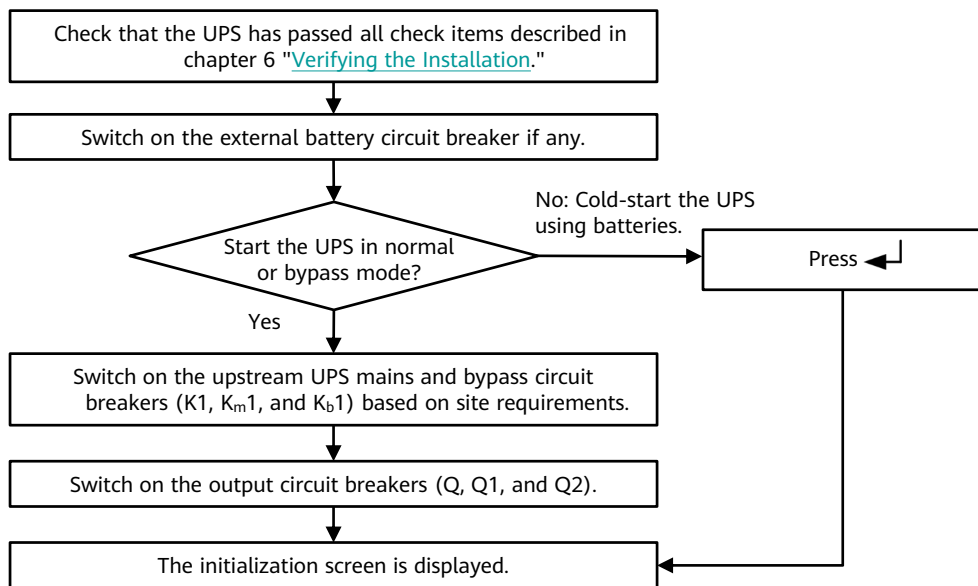 Check that the UPS has passed all check items described in
chapter 6 "Verifying the Installation."
Switch on the external battery circuit breaker if any.
Start the UPS in normal
or bypass mode?
No: Cold-start the UPS
using batteries.
Press
Yes
Switch on the upstream UPS mains and bypass circuit
breakers (K1, Km1, and Kb1) based on site requirements.
Switch on the output circuit breakers (Q, Q1, and Q2).
The initialization screen is displayed.